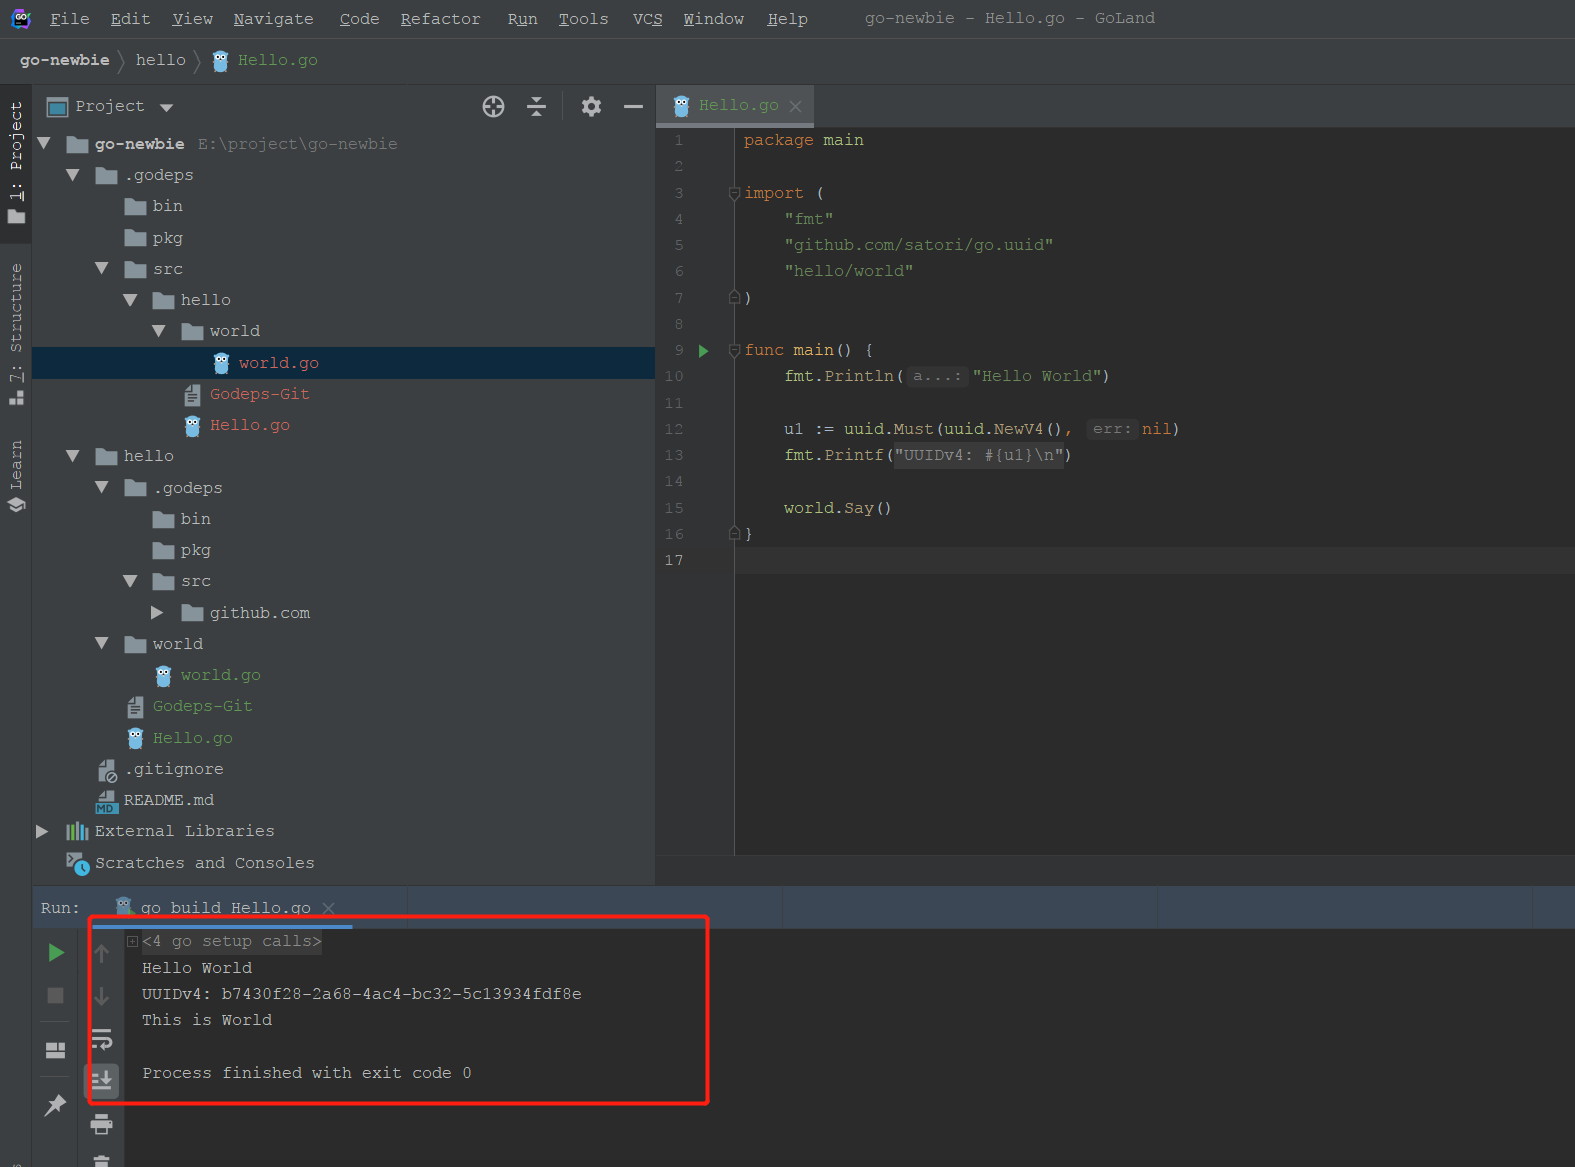 File Edit View Navigate Code Refactor Run Tools VCS Window Help go-newbie - Hello.go - GoLand
go-newbie hello Hello.go
1: Project
7: Structure
Learn
Project
go-newbie E:\project\go-newbie
.godeps
bin
pkg
src
hello
world
world.go
Godeps-Git
Hello.go
hello
.godeps
bin
pkg
src
github.com
world
world.go
Godeps-Git
Hello.go
.gitignore
README.md
External Libraries
Scratches and Consoles
Hello.go
1 package main
2
3 import (
4 "fmt"
5 "github.com/satori/go.uuid"
6 "hello/world"
7 )
8
9 func main() {
10 fmt.Println( a...: "Hello World")
11
12 u1 := uuid.Must(uuid.NewV4(), err: nil)
13 fmt.Printf("UUIDv4: #{u1}\n")
14
15 world.Say()
16 }
17
Run: go build Hello.go
<4 go setup calls>
Hello World
UUIDv4: b7430f28-2a68-4ac4-bc32-5c13934fdf8e
This is World
Process finished with exit code 0